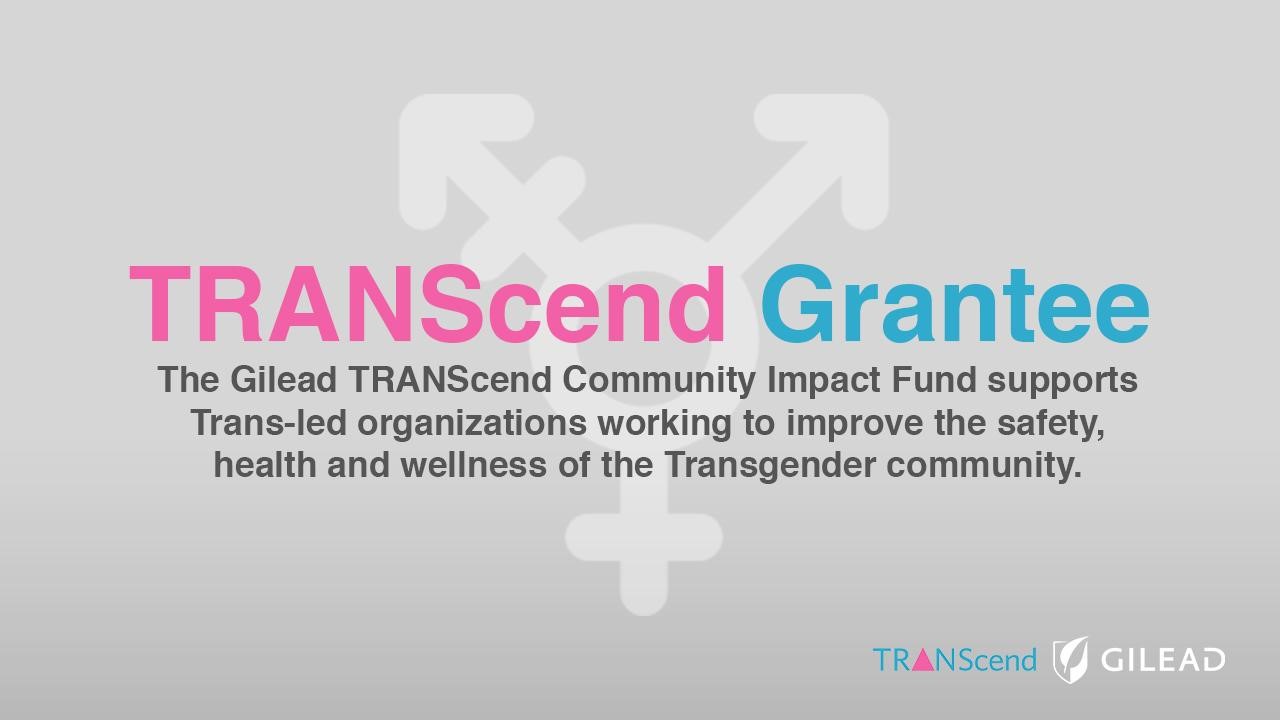 TRANScend Grantee
The Gilead TRANScend Community Impact Fund supports
Trans-led organizations working to improve the safety,
health and wellness of the Transgender community.
TRANScend GILEAD